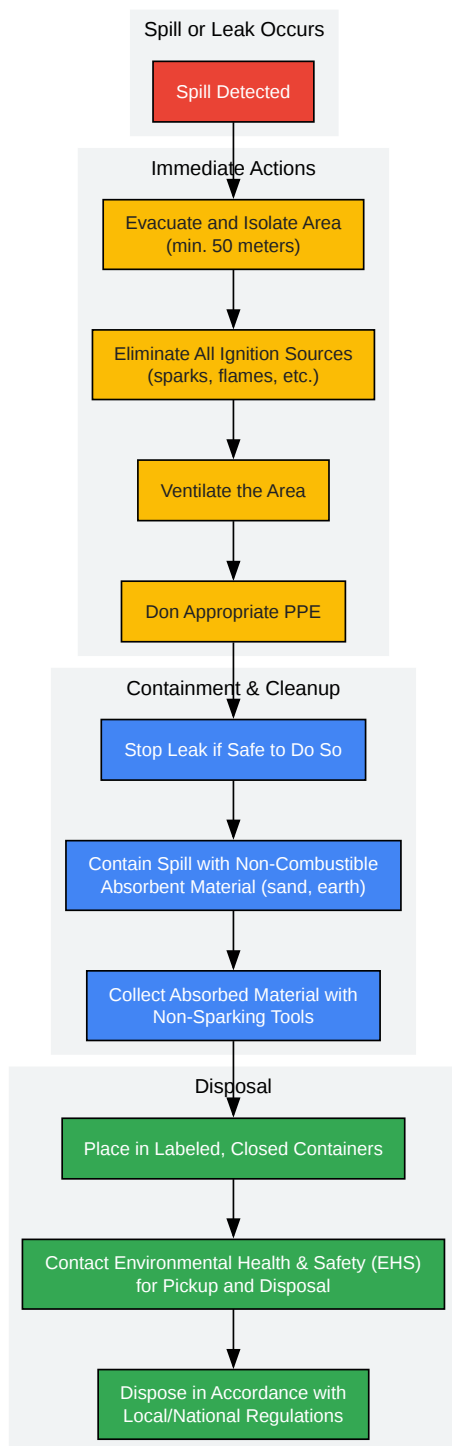 Spill or Leak Occurs
Spill Detected
Immediate Actions
Evacuate and Isolate Area
(min. 50 meters)
Eliminate All Ignition Sources
(sparks, flames, etc.)
Ventilate the Area
Don Appropriate PPE
Containment & Cleanup
Stop Leak if Safe to Do So
Contain Spill with Non-Combustible
Absorbent Material (sand, earth)
Collect Absorbed Material with
Non-Sparking Tools
Disposal
Place in Labeled, Closed Containers
Contact Environmental Health & Safety (EHS)
for Pickup and Disposal
Dispose in Accordance with
Local/National Regulations